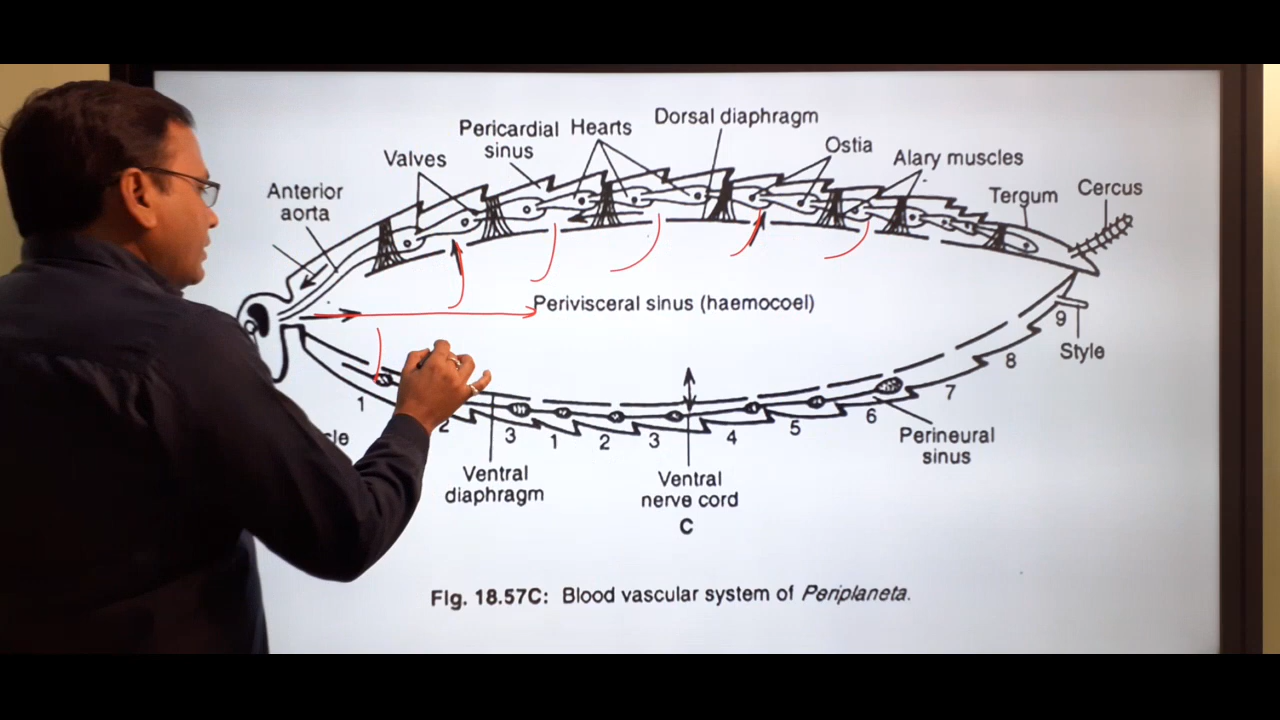 Dorsal diaphragm
Pericardial
sinus
Hearts
Valves
Ostia
Alary muscles
Anterior
aorta
Tergum
Cercus
Perivisceral sinus (haemocoel)
9
Style
8
7
6
5
4
3
2
1
3
2
1
Perineural
sinus
Ventral
diaphragm
Ventral
nerve cord
C
Fig. 18.57C: Blood vascular system of Periplaneta.